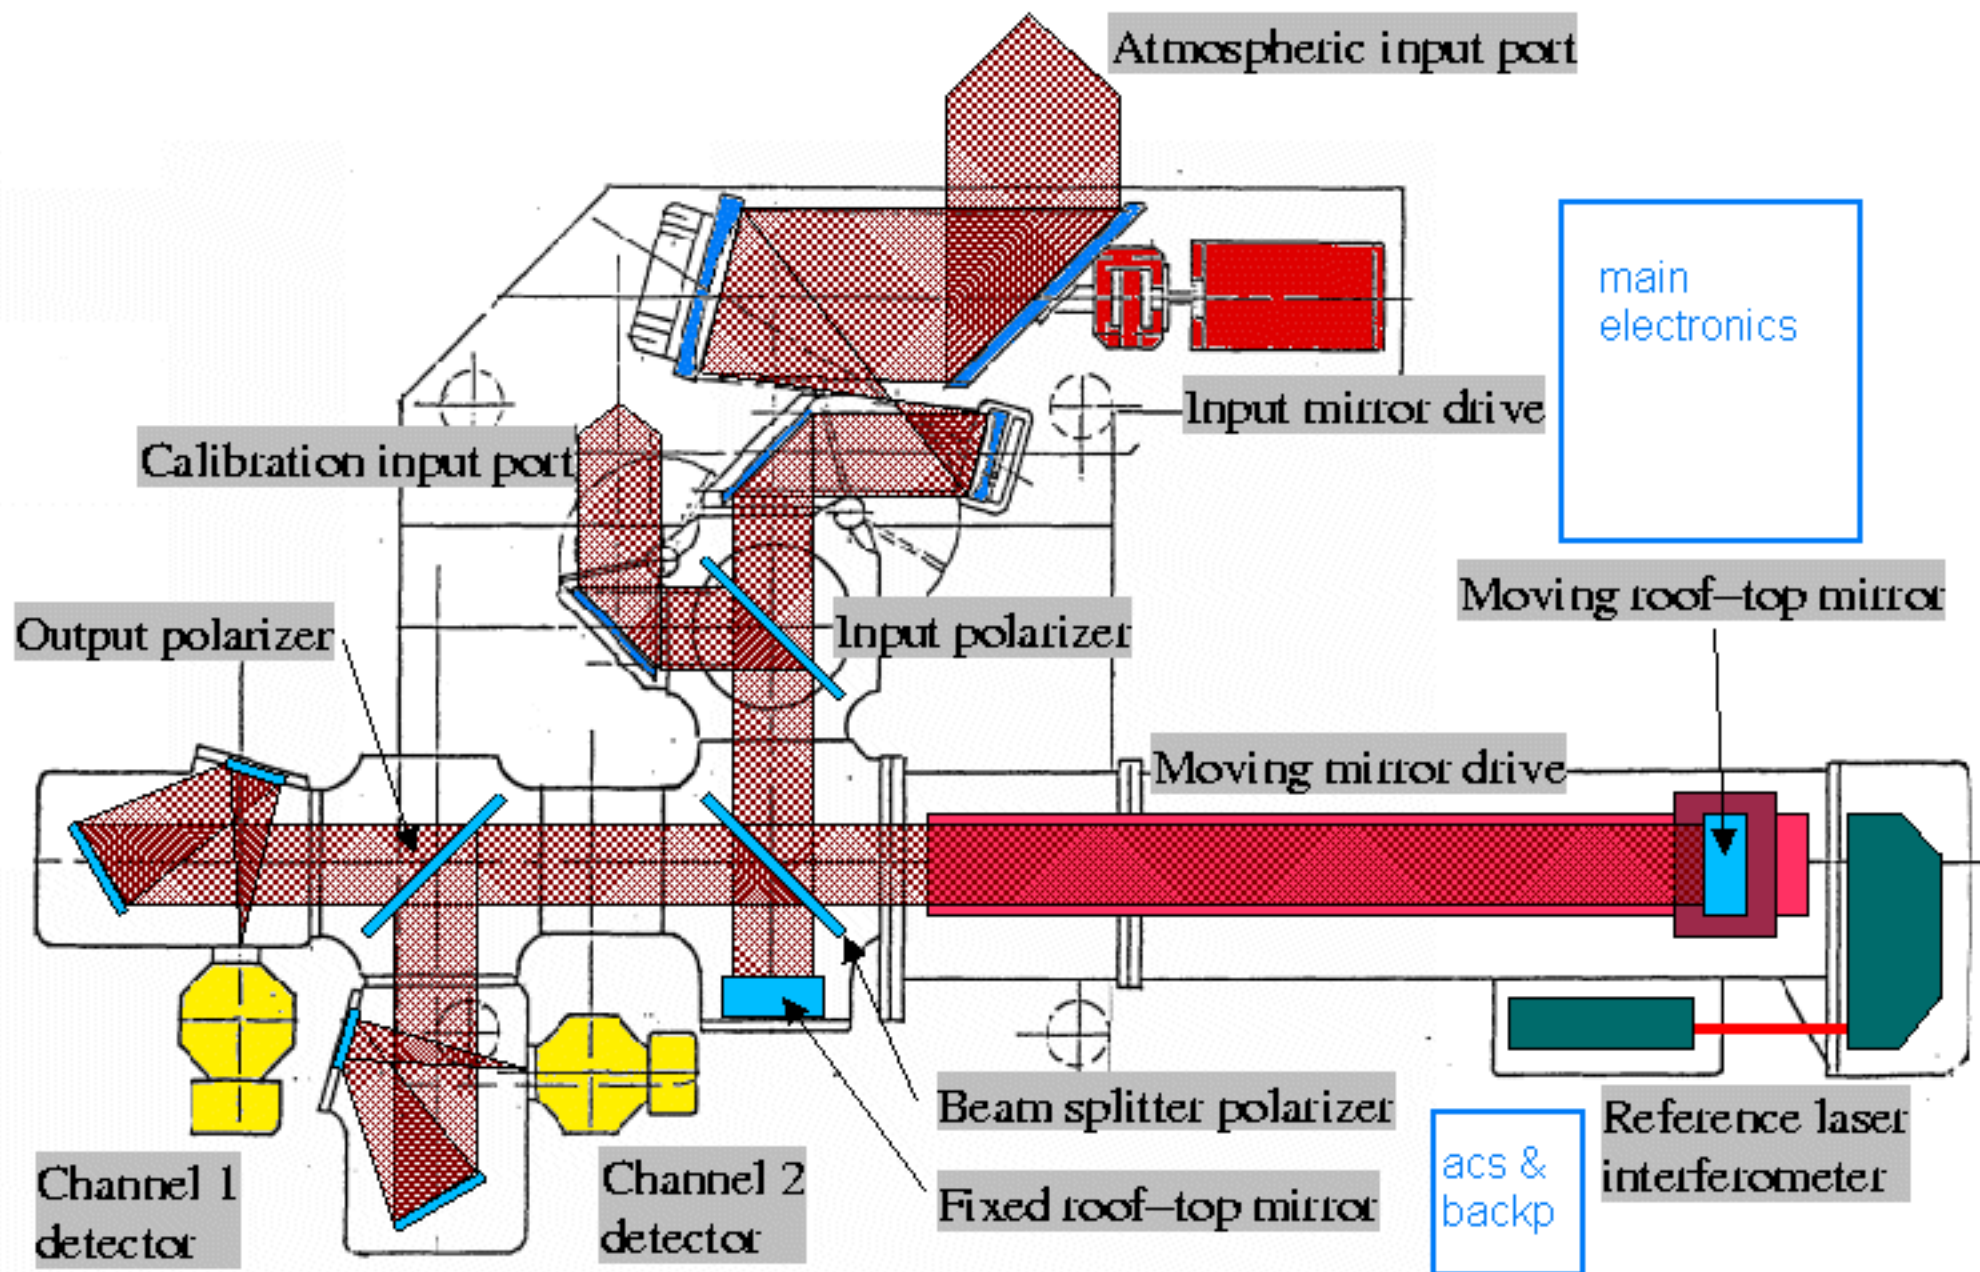 Atmospheric input port
main
electronics
Input mirror drive
Calibration input port
Moving roof-top mirror
Output polarizer
Input polarizer
Moving mirror drive
Beam splitter polarizer
Reference laser
interferometer
acs &
backp
Channel 1
detector
Channel 2
detector
Fixed roof-top mirror